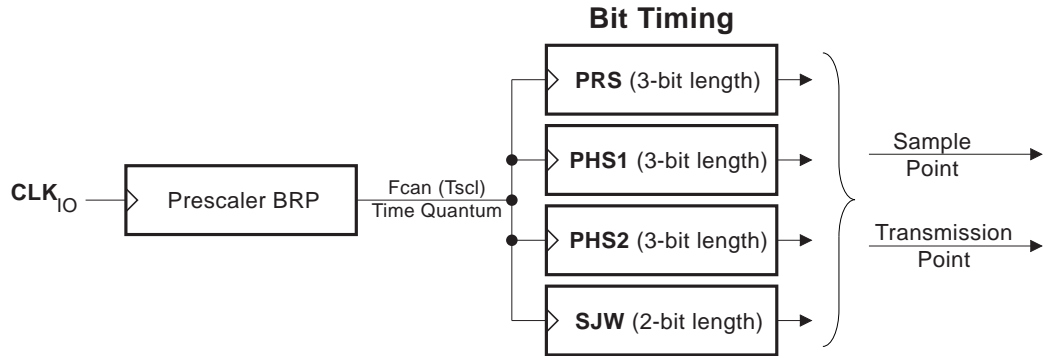 Bit Timing
PRS (3-bit length)
PHS1 (3-bit length)
PHS2 (3-bit length)
SJW (2-bit length)
CLKIO
Prescaler BRP
Fcan (Tscl)
Time Quantum
Sample
Point
Transmission
Point